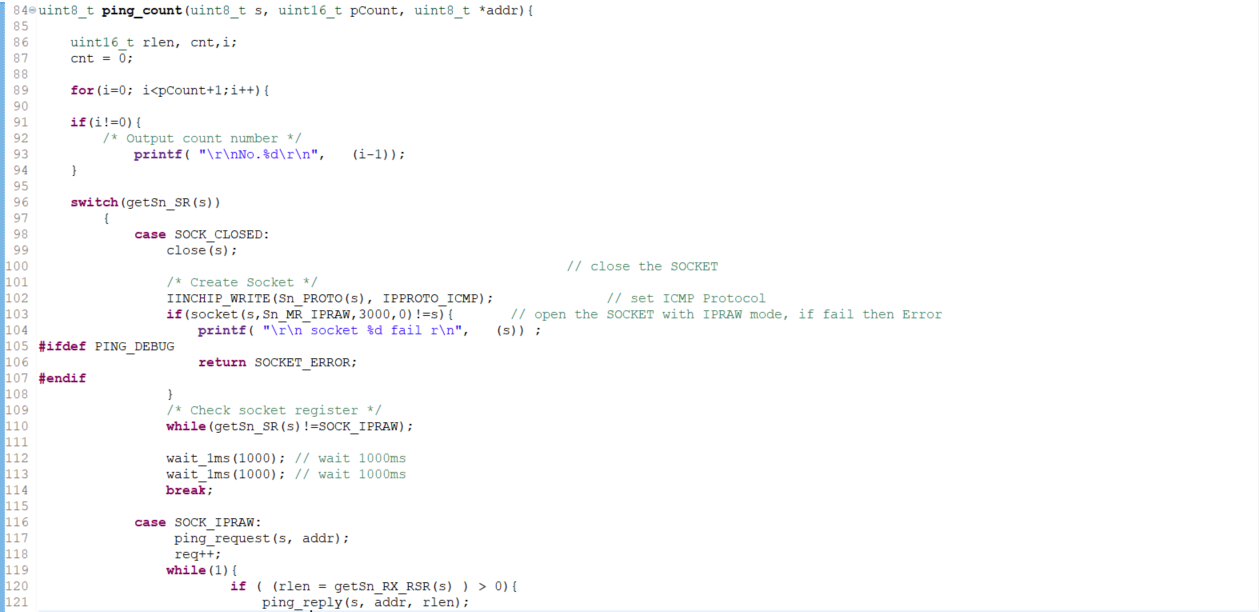 84 uint8_t ping_count(uint8_t s, uint16_t pCount, uint8_t *addr){
85
86 uint16_t rlen, cnt,i;
87 cnt = 0;
88
89 for(i=0; i<pCount+1;i++){
90
91 if(i!=0){
92 /* Output count number */
93 printf( "\r\nNo.%d\r\n", (i-1));
94 }
95
96 switch(getSn_SR(s))
97 {
98 case SOCK_CLOSED:
99 close(s);
100 // close the SOCKET
101 /* Create Socket */
102 IINCHIP_WRITE(Sn_PROTO(s), IPPROTO_ICMP); // set ICMP Protocol
103 if(socket(s,Sn_MR_IPRAW,3000,0)!=s){ // open the SOCKET with IPRAW mode, if fail then Error
104 printf( "\r\n socket %d fail r\n", (s)) ;
105 #ifdef PING_DEBUG
106 return SOCKET_ERROR;
107 #endif
108 }
109 /* Check socket register */
110 while(getSn_SR(s)!=SOCK_IPRAW);
111
112 wait_1ms(1000); // wait 1000ms
113 wait_1ms(1000); // wait 1000ms
114 break;
115
116 case SOCK_IPRAW:
117 ping_request(s, addr);
118 req++;
119 while(1){
120 if ( (rlen = getSn_RX_RSR(s) ) > 0){
121 ping_reply(s, addr, rlen);